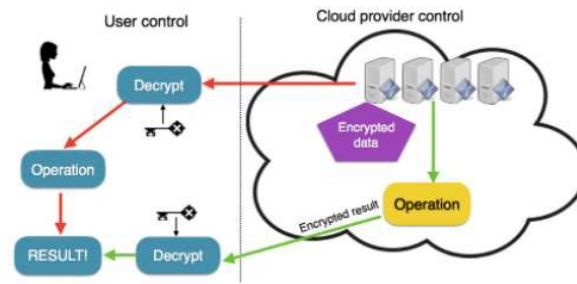 User control
Cloud provider control
Decrypt
Encrypted
data
Operation
Operation
Encrypted result
RESULT!
Decrypt